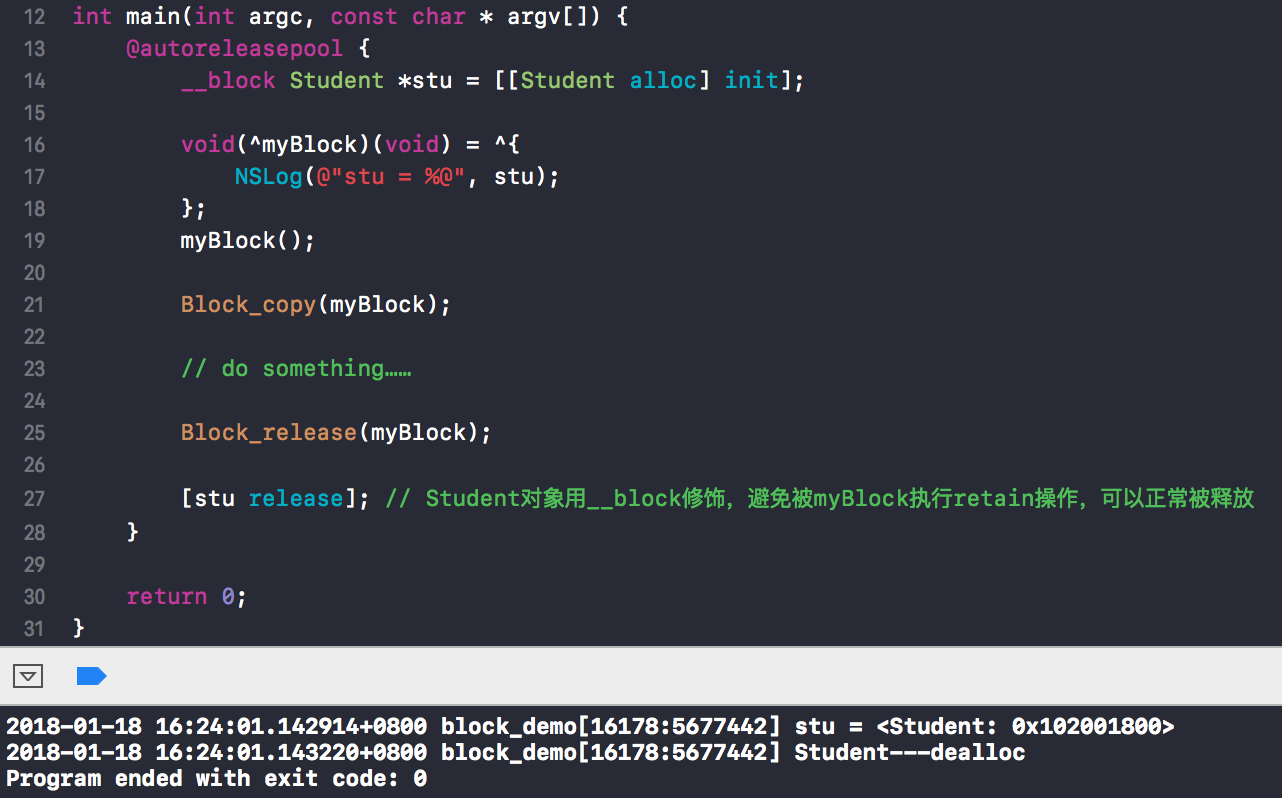 12 int main(int argc, const char * argv[]) {
13     @autoreleasepool {
14         __block Student *stu = [[Student alloc] init];
15
16         void(^myBlock)(void) = ^{
17             NSLog(@"stu = %@", stu);
18         };
19         myBlock();
20
21         Block_copy(myBlock);
22
23         // do something……
24
25         Block_release(myBlock);
26
27         [stu release]; // Student对象用__block修饰，避免被myBlock执行retain操作，可以正常被释放
28     }
29
30     return 0;
31 }
2018-01-18 16:24:01.142914+0800 block_demo[16178:5677442] stu = <Student: 0x102001800>
2018-01-18 16:24:01.143220+0800 block_demo[16178:5677442] Student---dealloc
Program ended with exit code: 0